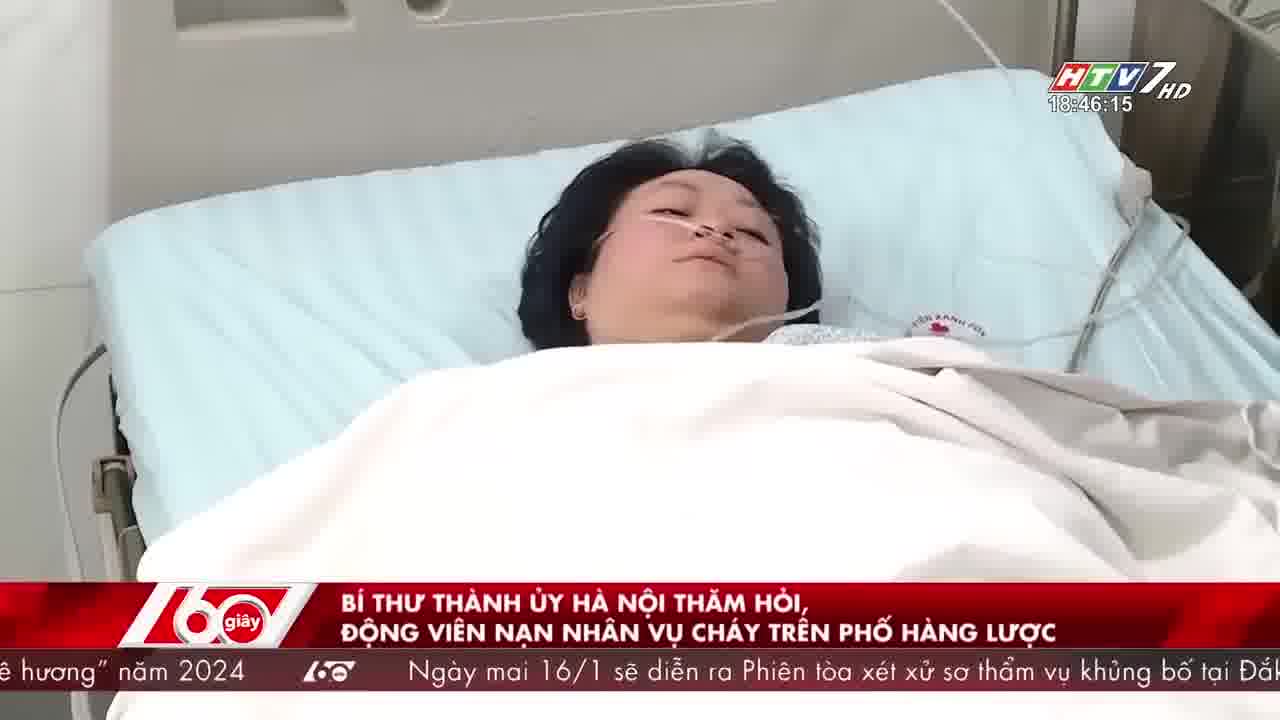 HTV7 HD
18:46:15
60 giây
BÍ THƯ THÀNH ỦY HÀ NỘI THĂM HỎI,
ĐỘNG VIÊN NẠN NHÂN VỤ CHÁY TRÊN PHỐ HÀNG LƯỢC
ê hương” năm 2024 60 Ngày mai 16/1 sẽ diễn ra Phiên tòa xét xử sơ thẩm vụ khủng bố tại Đắk